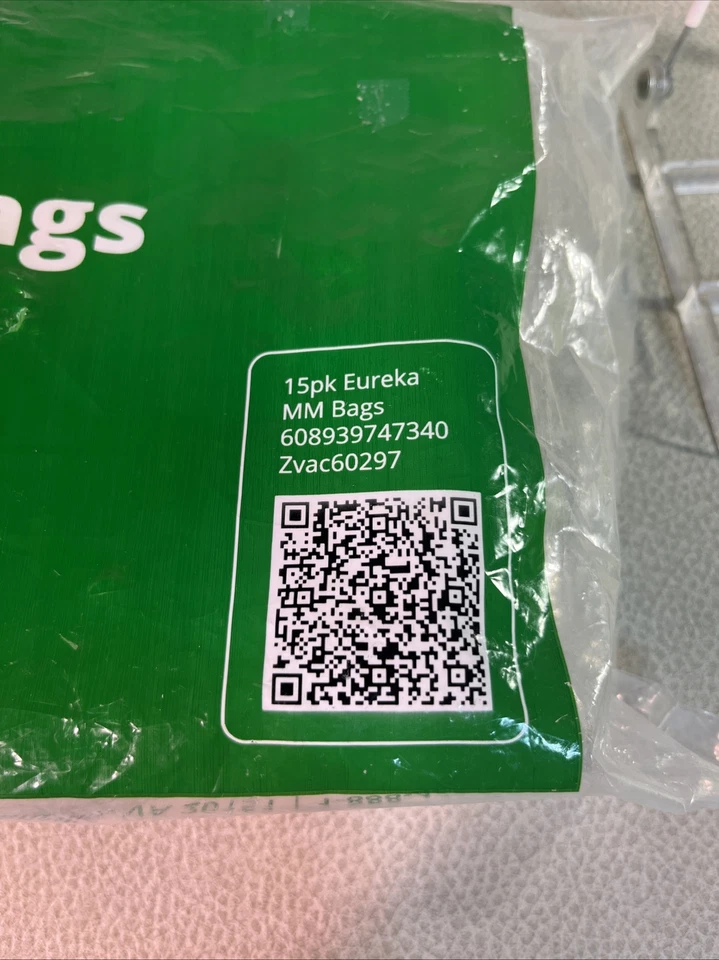 ags
15pk Eureka
MM Bags
608939747340
Zvac60297